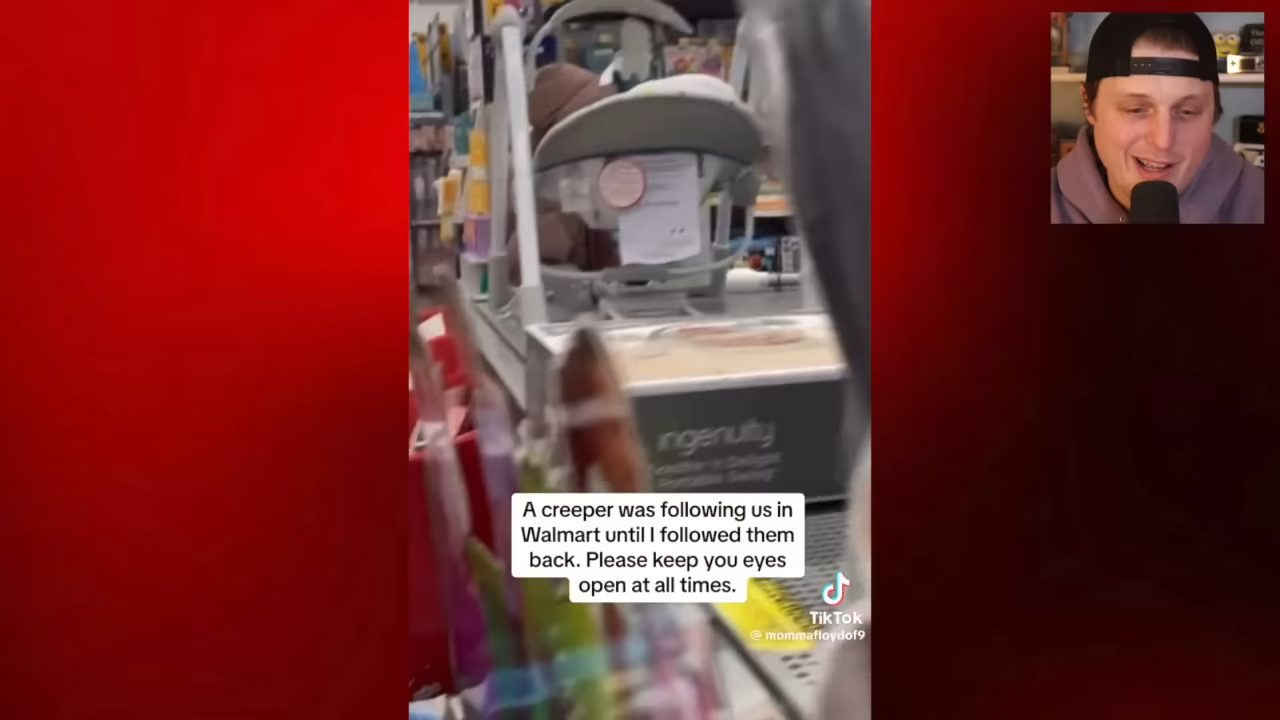 ingenuity
A creeper was following us in
Walmart until I followed them
back. Please keep you eyes
open at all times.
TikTok
@ mommafloydof9